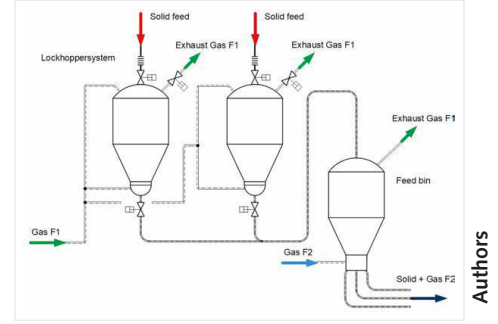 Solid feed
Solid feed
Exhaust Gas F1
Exhaust Gas F1
Lockhoppersystem
Exhaust Gas F1
Feed bin
Gas F1
Gas F2
Solid + Gas F2
Authors